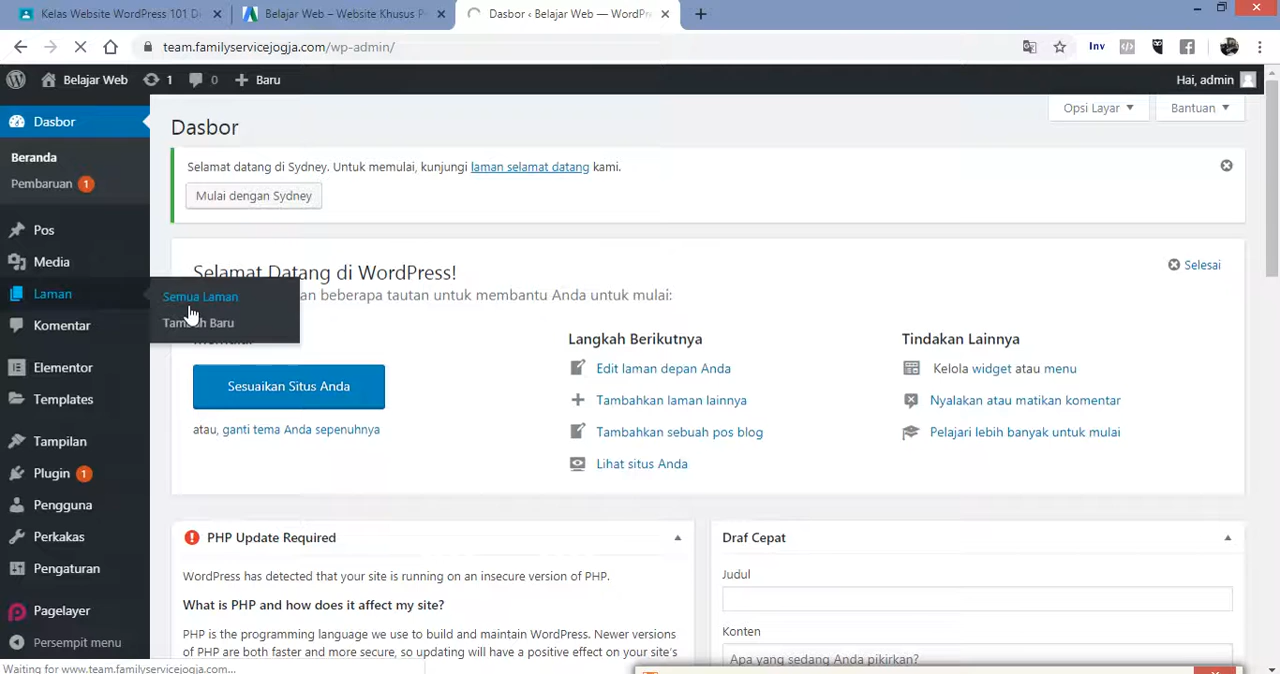 Kelas Website WordPress 101 D
Belajar Web – Website Khusus P
Dasbor ‹ Belajar Web — WordPr
team.familyservicejogja.com/wp-admin/
Inv
Belajar Web
1
0
Baru
Hai, admin
Dasbor
Beranda
Pembaruan 1
Pos
Media
Laman
Komentar
Elementor
Templates
Tampilan
Plugin 1
Pengguna
Perkakas
Pengaturan
Pagelayer
Persempit menu
Semua Laman
Dasbor
Opsi Layar
Bantuan
Selamat datang di Sydney. Untuk memulai, kunjungi laman selamat datang kami.
Mulai dengan Sydney
Selamat Datang di WordPress!
Selesai
beberapa tautan untuk membantu Anda untuk mulai:
Sesuaikan Situs Anda
atau, ganti tema Anda sepenuhnya
Langkah Berikutnya
Edit laman depan Anda
Tambahkan laman lainnya
Tambahkan sebuah pos blog
Lihat situs Anda
Tindakan Lainnya
Kelola widget atau menu
Nyalakan atau matikan komentar
Pelajari lebih banyak untuk mulai
PHP Update Required
WordPress has detected that your site is running on an insecure version of PHP.
What is PHP and how does it affect my site?
PHP is the programming language we use to build and maintain WordPress. Newer versions
of PHP are both faster and more secure, so updating will have a positive effect on your site's
Draf Cepat
Judul
Konten
Apa yang sedang Anda pikirkan?
Waiting for www.team.familyservicejogja.com...